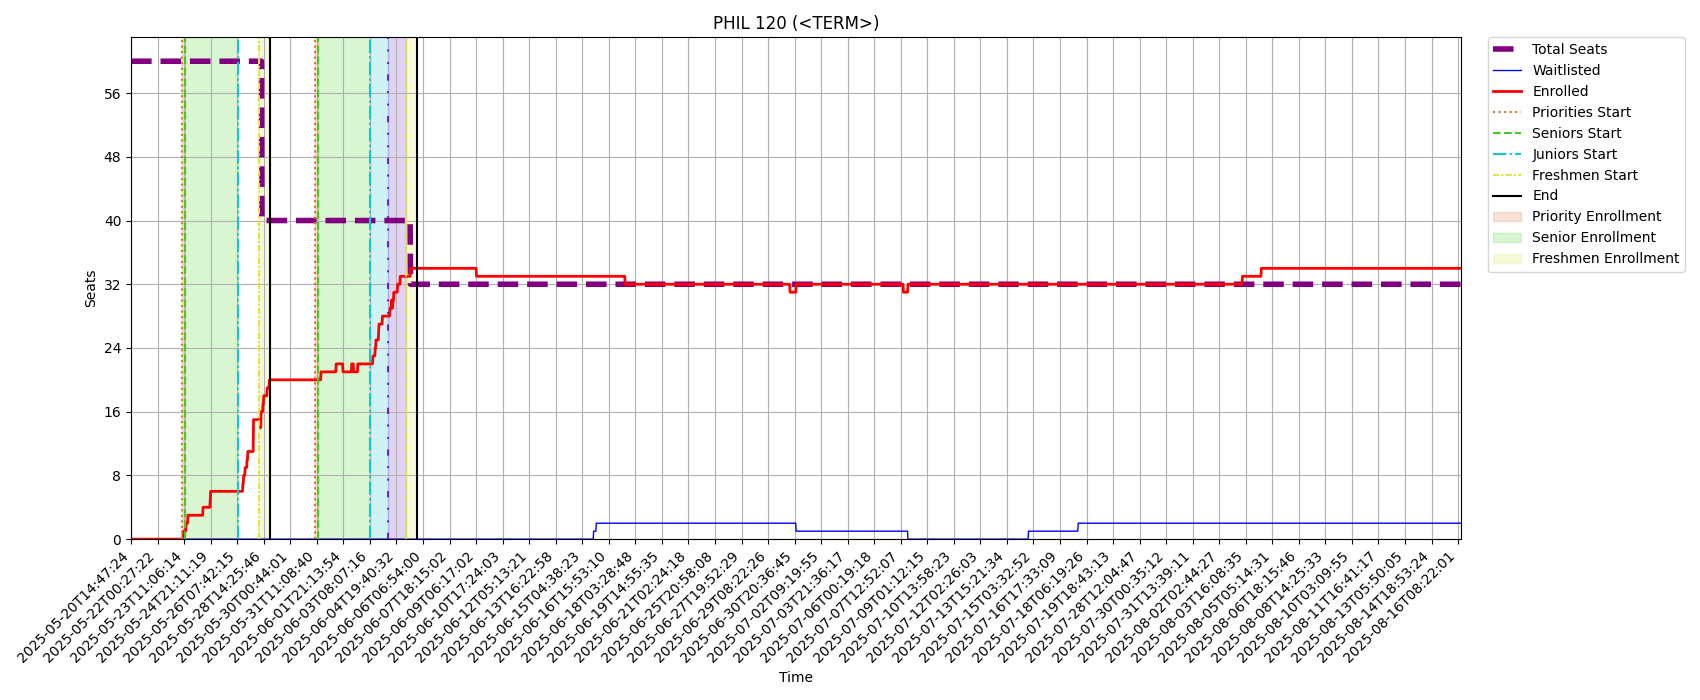 PHIL 120 (<TERM>)
Total Seats
Waitlisted
Enrolled
Priorities Start
Seniors Start
Juniors Start
Freshmen Start
End
Priority Enrollment
Senior Enrollment
Freshmen Enrollment
Seats
56
48
40
32
24
16
8
0
2025-05-20T14:47:24
2025-05-22T00:27:22
2025-05-23T11:06:14
2025-05-24T21:11:19
2025-05-26T07:42:15
2025-05-28T14:25:46
2025-05-30T00:44:01
2025-05-31T11:08:40
2025-06-01T21:13:54
2025-06-03T08:07:16
2025-06-04T19:40:32
2025-06-06T06:54:00
2025-06-07T18:15:02
2025-06-09T06:17:02
2025-06-10T17:24:03
2025-06-12T05:13:21
2025-06-13T16:22:58
2025-06-15T04:38:23
2025-06-16T15:53:10
2025-06-18T03:28:48
2025-06-19T14:55:35
2025-06-21T02:24:18
2025-06-25T20:58:08
2025-06-27T19:52:29
2025-06-29T08:22:26
2025-06-30T20:36:45
2025-07-02T09:19:55
2025-07-03T21:36:17
2025-07-06T00:19:18
2025-07-07T12:52:07
2025-07-09T01:12:15
2025-07-10T13:58:23
2025-07-12T02:26:03
2025-07-13T15:21:34
2025-07-15T03:32:52
2025-07-16T17:33:09
2025-07-18T06:19:26
2025-07-19T18:43:13
2025-07-28T12:04:47
2025-07-30T00:35:12
2025-07-31T13:39:11
2025-08-02T02:44:27
2025-08-03T16:08:35
2025-08-05T05:14:31
2025-08-06T18:15:46
2025-08-08T14:25:33
2025-08-10T03:09:55
2025-08-11T16:41:17
2025-08-13T05:50:05
2025-08-14T18:53:24
2025-08-16T08:22:01
Time